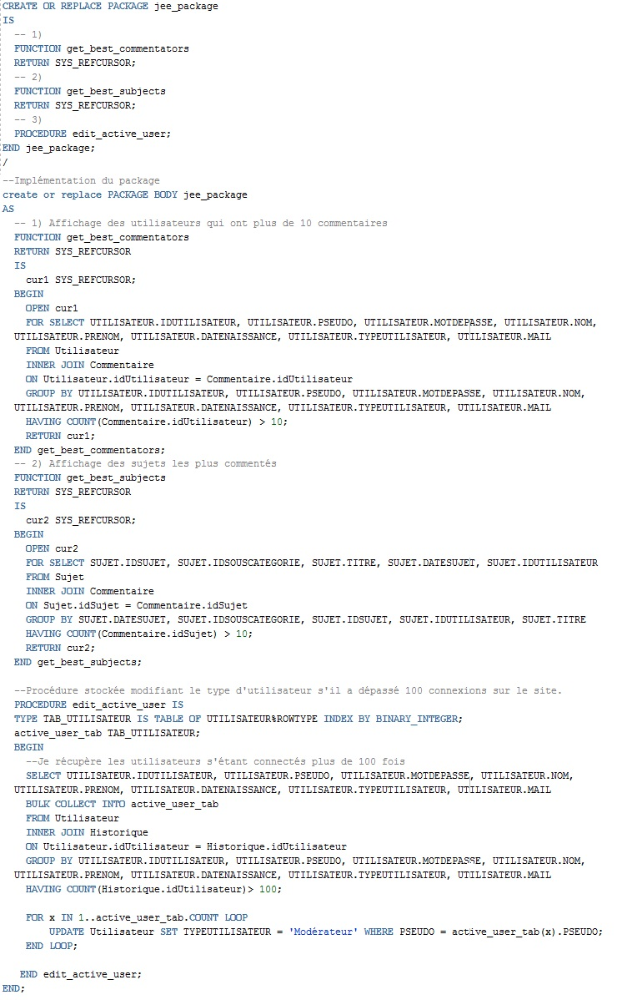 CREATE OR REPLACE PACKAGE jee_package
IS
-- 1)
FUNCTION get_best_commentators
RETURN SYS_REFCURSOR;
-- 2)
FUNCTION get_best_subjects
RETURN SYS_REFCURSOR;
-- 3)
PROCEDURE edit_active_user;
END jee_package;
/
--Implémentation du package
create or replace PACKAGE BODY jee_package
AS
-- 1) Affichage des utilisateurs qui ont plus de 10 commentaires
FUNCTION get_best_commentators
RETURN SYS_REFCURSOR
IS
cur1 SYS_REFCURSOR;
BEGIN
OPEN cur1
FOR SELECT UTILISATEUR.IDUTILISATEUR, UTILISATEUR.PSEUDO, UTILISATEUR.MOTDEPASSE, UTILISATEUR.NOM,
UTILISATEUR.PRENOM, UTILISATEUR.DATENAISSANCE, UTILISATEUR.TYPEUTILISATEUR, UTILISATEUR.MAIL
FROM Utilisateur
INNER JOIN Commentaire
ON Utilisateur.idUtilisateur = Commentaire.idUtilisateur
GROUP BY UTILISATEUR.IDUTILISATEUR, UTILISATEUR.PSEUDO, UTILISATEUR.MOTDEPASSE, UTILISATEUR.NOM,
UTILISATEUR.PRENOM, UTILISATEUR.DATENAISSANCE, UTILISATEUR.TYPEUTILISATEUR, UTILISATEUR.MAIL
HAVING COUNT(Commentaire.idUtilisateur) > 10;
RETURN cur1;
END get_best_commentators;
-- 2) Affichage des sujets les plus commentés
FUNCTION get_best_subjects
RETURN SYS_REFCURSOR
IS
cur2 SYS_REFCURSOR;
BEGIN
OPEN cur2
FOR SELECT SUJET.IDSUJET, SUJET.IDSOUSCATEGORIE, SUJET.TITRE, SUJET.DATESUJET, SUJET.IDUTILISATEUR
FROM Sujet
INNER JOIN Commentaire
ON Sujet.idSujet = Commentaire.idSujet
GROUP BY SUJET.DATESUJET, SUJET.IDSOUSCATEGORIE, SUJET.IDSUJET, SUJET.IDUTILISATEUR, SUJET.TITRE
HAVING COUNT(Commentaire.idSujet) > 10;
RETURN cur2;
END get_best_subjects;
--Procédure stockée modifiant le type d'utilisateur s'il a dépassé 100 connexions sur le site.
PROCEDURE edit_active_user IS
TYPE TAB_UTILISATEUR IS TABLE OF UTILISATEUR%ROWTYPE INDEX BY BINARY_INTEGER;
active_user_tab TAB_UTILISATEUR;
BEGIN
--Je récupère les utilisateurs s'étant connectés plus de 100 fois
SELECT UTILISATEUR.IDUTILISATEUR, UTILISATEUR.PSEUDO, UTILISATEUR.MOTDEPASSE, UTILISATEUR.NOM,
UTILISATEUR.PRENOM, UTILISATEUR.DATENAISSANCE, UTILISATEUR.TYPEUTILISATEUR, UTILISATEUR.MAIL
BULK COLLECT INTO active_user_tab
FROM Utilisateur
INNER JOIN Historique
ON Utilisateur.idUtilisateur = Historique.idUtilisateur
GROUP BY UTILISATEUR.IDUTILISATEUR, UTILISATEUR.PSEUDO, UTILISATEUR.MOTDEPASSE, UTILISATEUR.NOM,
UTILISATEUR.PRENOM, UTILISATEUR.DATENAISSANCE, UTILISATEUR.TYPEUTILISATEUR, UTILISATEUR.MAIL
HAVING COUNT(Historique.idUtilisateur)> 100;
FOR x IN 1..active_user_tab.COUNT LOOP
UPDATE Utilisateur SET TYPEUTILISATEUR = 'Modérateur' WHERE PSEUDO = active_user_tab(x).PSEUDO;
END LOOP;
END edit_active_user;
END;